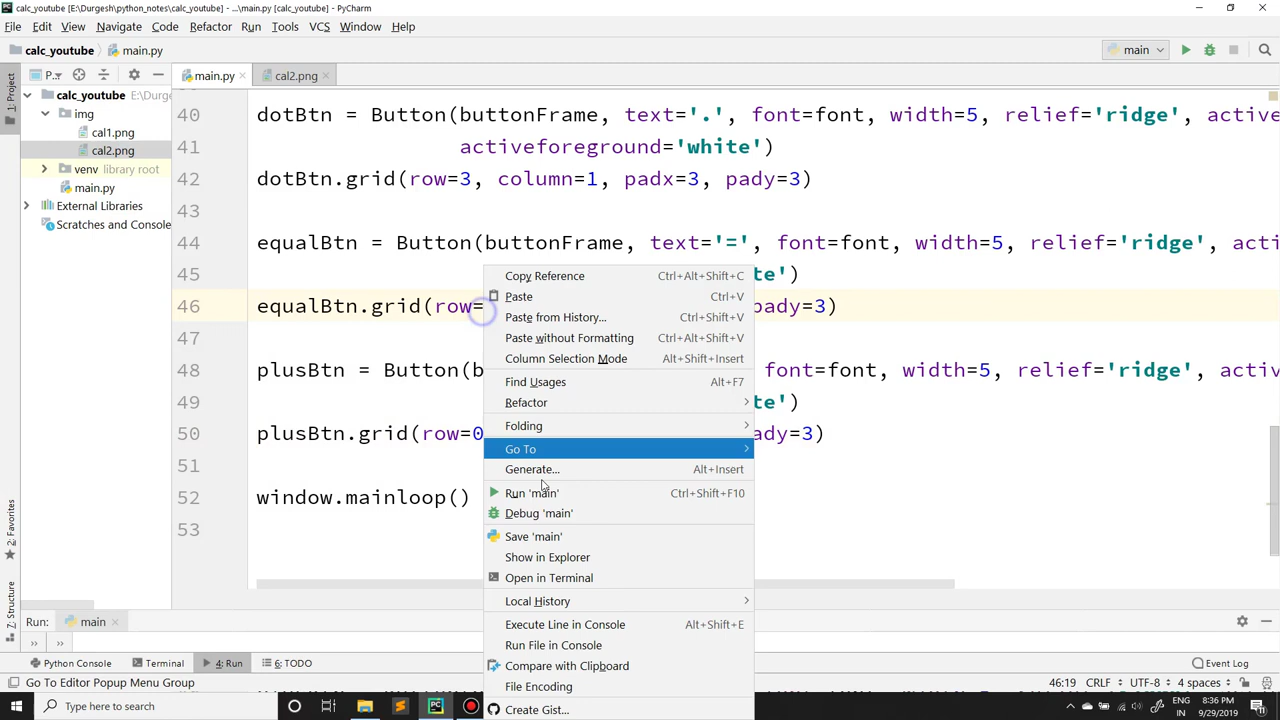 calc_youtube [E:\Durgesh\python_notes\calc_youtube] - ...\main.py - PyCharm
File Edit View Navigate Code Refactor Run Tools VCS Window Help
calc_youtube main.py main
P... main.py cal2.png
1: Project
calc_youtube E:\Durge
img
cal1.png
cal2.png
venv library root
main.py
External Libraries
Scratches and Console
40 dotBtn = Button(buttonFrame, text='.', font=font, width=5, relief='ridge', active
41 activeforeground='white')
42 dotBtn.grid(row=3, column=1, padx=3, pady=3)
43
44 equalBtn = Button(buttonFrame, text='=', font=font, width=5, relief='ridge', acti
45 te')
46 equalBtn.grid(row= pady=3)
47
48 plusBtn = Button(b font=font, width=5, relief='ridge', activ
49 te')
50 plusBtn.grid(row=0 ady=3)
51
52 window.mainloop()
53
Copy Reference Ctrl+Alt+Shift+C
Paste Ctrl+V
Paste from History... Ctrl+Shift+V
Paste without Formatting Ctrl+Alt+Shift+V
Column Selection Mode Alt+Shift+Insert
Find Usages Alt+F7
Refactor
Folding
Go To
Generate... Alt+Insert
Run 'main' Ctrl+Shift+F10
Debug 'main'
Save 'main'
Show in Explorer
Open in Terminal
Local History
Execute Line in Console Alt+Shift+E
Run File in Console
Compare with Clipboard
File Encoding
Create Gist...
2: Favorites
7: Structure
Run: main
Python Console Terminal 4: Run 6: TODO Event Log
Go To Editor Popup Menu Group 46:19 CRLF UTF-8 4 spaces
Type here to search
ENG 8:36 PM
IN 9/29/2019